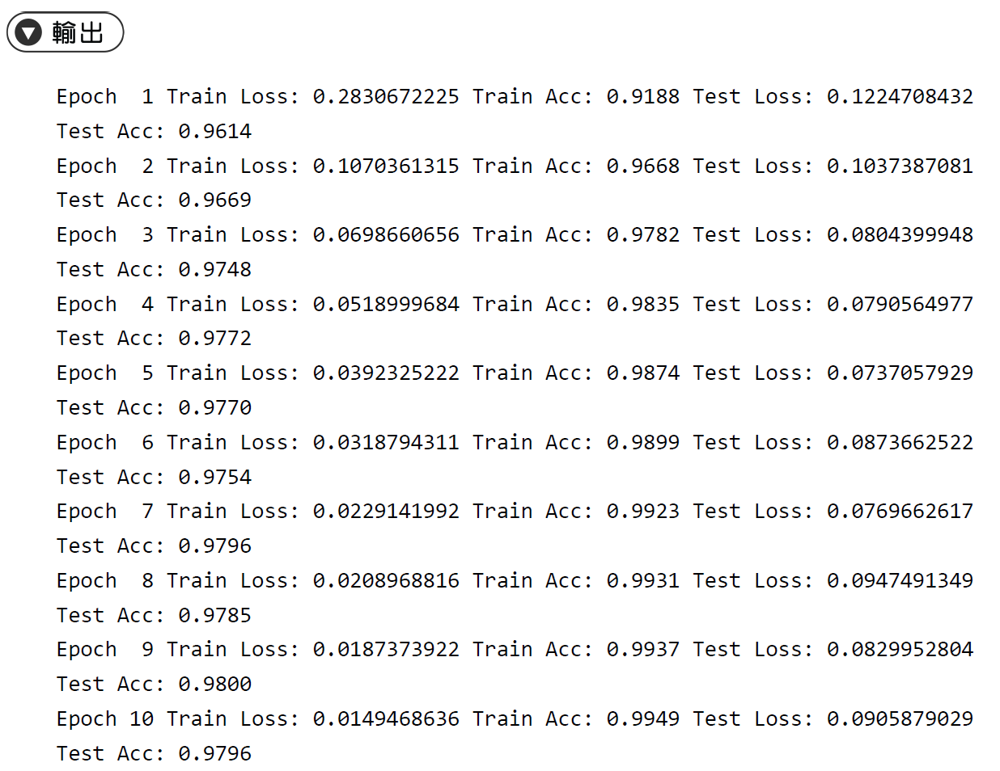 輸出
Epoch  1 Train Loss: 0.2830672225 Train Acc: 0.9188 Test Loss: 0.1224708432
Test Acc: 0.9614
Epoch  2 Train Loss: 0.1070361315 Train Acc: 0.9668 Test Loss: 0.1037387081
Test Acc: 0.9669
Epoch  3 Train Loss: 0.0698660656 Train Acc: 0.9782 Test Loss: 0.0804399948
Test Acc: 0.9748
Epoch  4 Train Loss: 0.0518999684 Train Acc: 0.9835 Test Loss: 0.0790564977
Test Acc: 0.9772
Epoch  5 Train Loss: 0.0392325222 Train Acc: 0.9874 Test Loss: 0.0737057929
Test Acc: 0.9770
Epoch  6 Train Loss: 0.0318794311 Train Acc: 0.9899 Test Loss: 0.0873662522
Test Acc: 0.9754
Epoch  7 Train Loss: 0.0229141992 Train Acc: 0.9923 Test Loss: 0.0769662617
Test Acc: 0.9796
Epoch  8 Train Loss: 0.0208968816 Train Acc: 0.9931 Test Loss: 0.0947491349
Test Acc: 0.9785
Epoch  9 Train Loss: 0.0187373922 Train Acc: 0.9937 Test Loss: 0.0829952804
Test Acc: 0.9800
Epoch 10 Train Loss: 0.0149468636 Train Acc: 0.9949 Test Loss: 0.0905879029
Test Acc: 0.9796